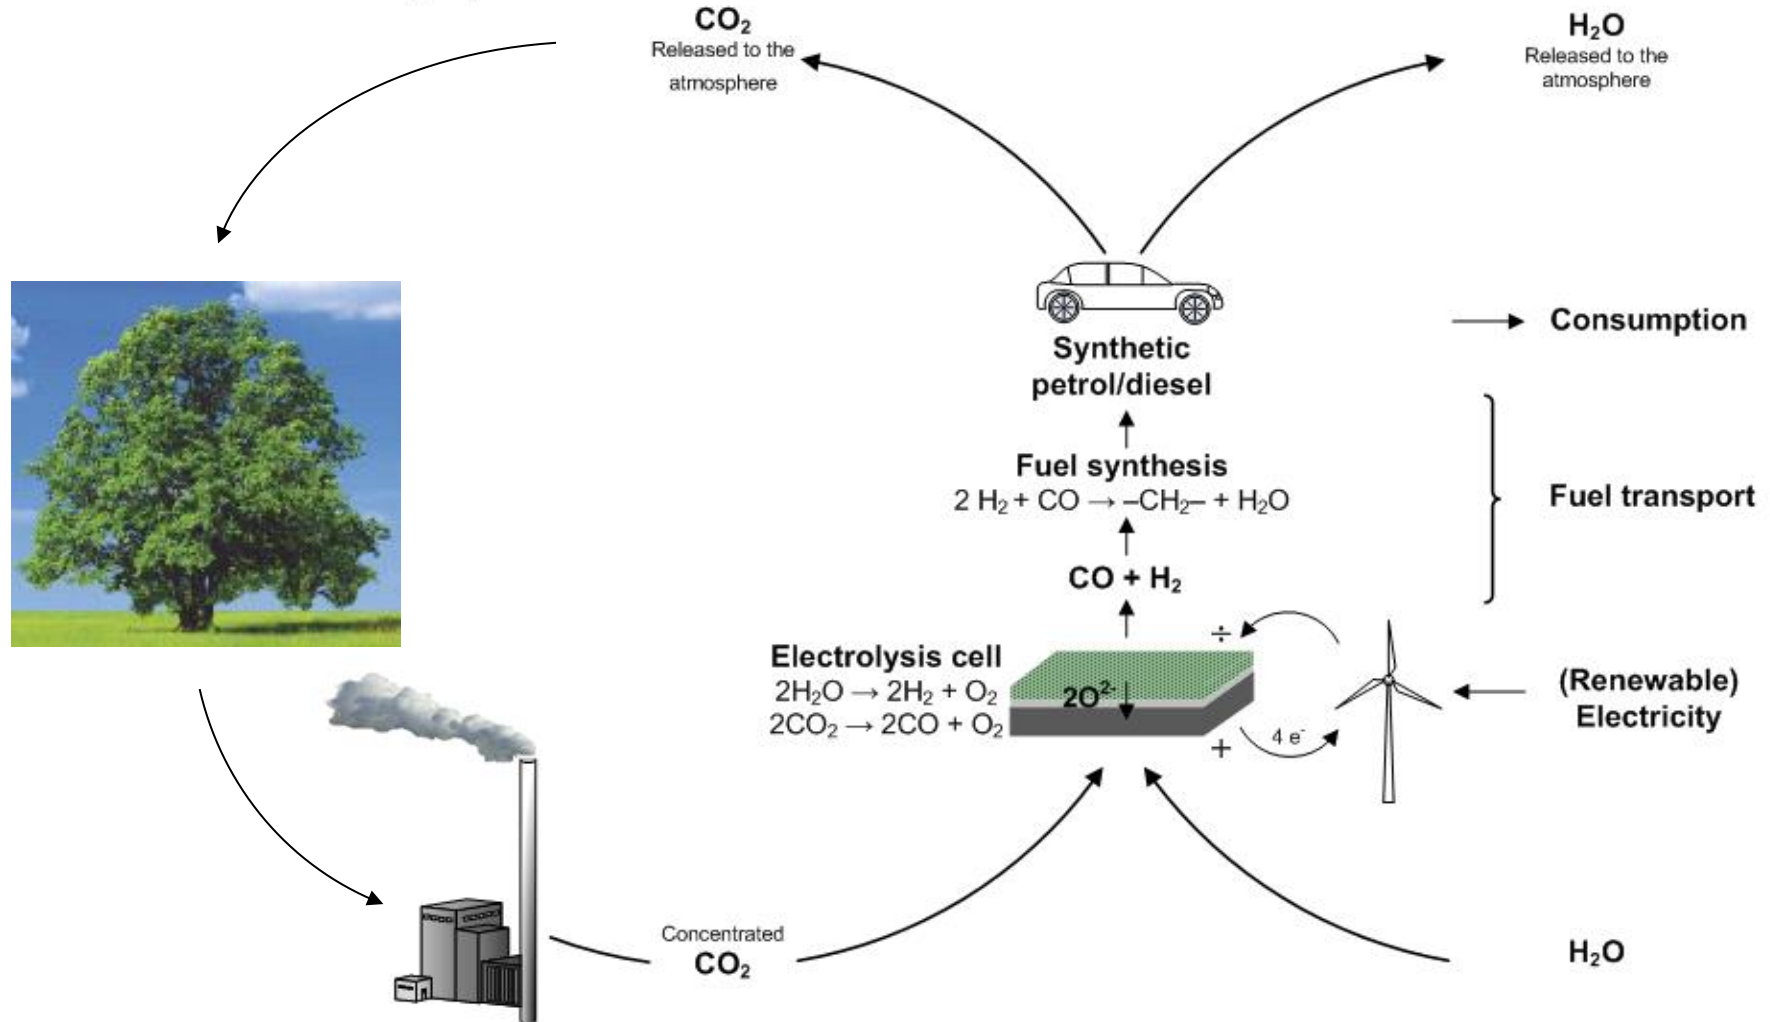 CO₂
Released to the
atmosphere
H₂O
Released to the
atmosphere
Synthetic
petrol/diesel
Consumption
Fuel synthesis
2 H₂ + CO → –CH₂– + H₂O
Fuel transport
CO + H₂
Electrolysis cell
2H₂O → 2H₂ + O₂
2CO₂ → 2CO + O₂
2O²⁻
÷
+
4 e⁻
(Renewable)
Electricity
Concentrated
CO₂
H₂O